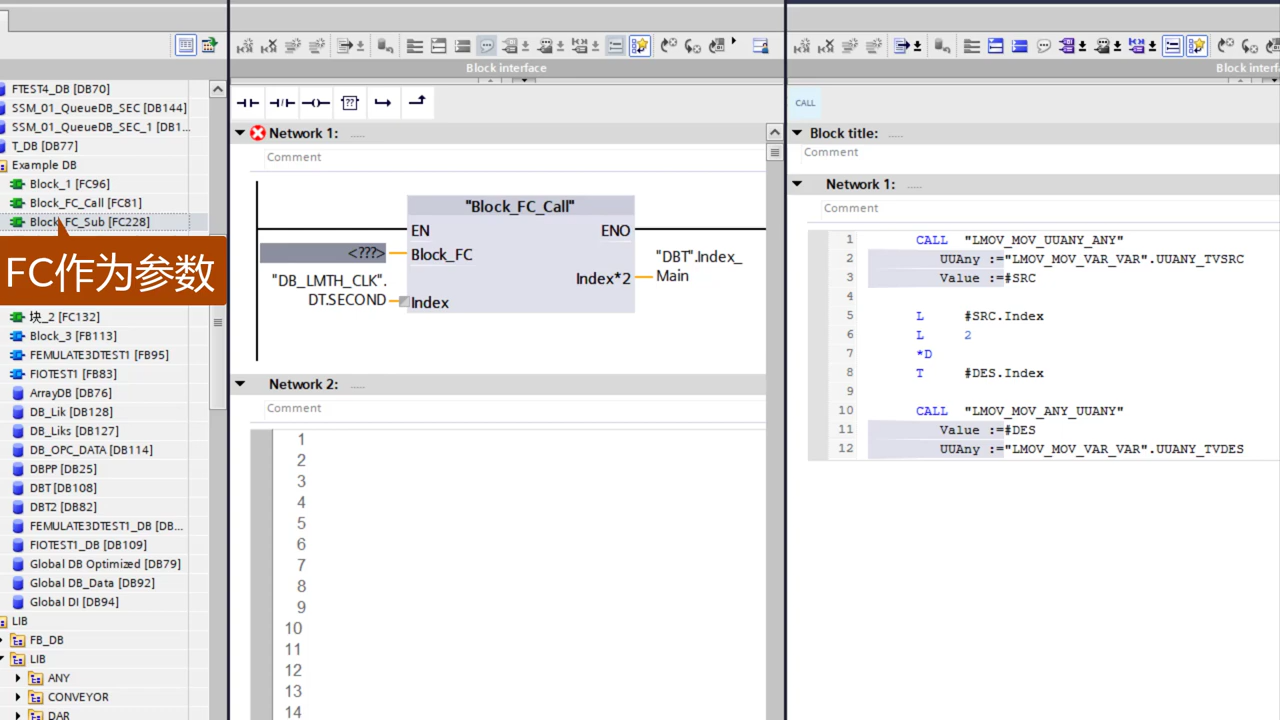 FTEST4_DB [DB70]
SSM_01_QueueDB_SEC [DB144]
SSM_01_QueueDB_SEC_1 [DB1...
T_DB [DB77]
Example DB
Block_1 [FC96]
Block_FC_Call [FC81]
Block_FC_Sub [FC228]
FC作为参数
块_2 [FC132]
Block_3 [FB113]
FEMULATE3DTEST1 [FB95]
FIOTEST1 [FB83]
ArrayDB [DB76]
DB_Lik [DB128]
DB_Liks [DB127]
DB_OPC_DATA [DB114]
DBPP [DB25]
DBT [DB108]
DBT2 [DB82]
FEMULATE3DTEST1_DB [DB...
FIOTEST1_DB [DB109]
Global DB Optimized [DB79]
Global DB_Data [DB92]
Global DI [DB94]
LIB
FB_DB
LIB
ANY
CONVEYOR
DAR
Block interface
??
Network 1: .....
Comment
"Block_FC_Call"
EN
ENO
<???>
Block_FC
"DBT".Index_
Main
Index*2
"DB_LMTH_CLK".
DT.SECOND
Index
Network 2: .....
Comment
1
2
3
4
5
6
7
8
9
10
11
12
13
14
Block interf
CALL
Block title: .....
Comment
Network 1: .....
Comment
1 CALL "LMOV_MOV_UUANY_ANY"
2 UUAny :="LMOV_MOV_VAR_VAR".UUANY_TVSRC
3 Value :=#SRC
4
5 L #SRC.Index
6 L 2
7 *D
8 T #DES.Index
9
10 CALL "LMOV_MOV_ANY_UUANY"
11 Value :=#DES
12 UUAny :="LMOV_MOV_VAR_VAR".UUANY_TVDES